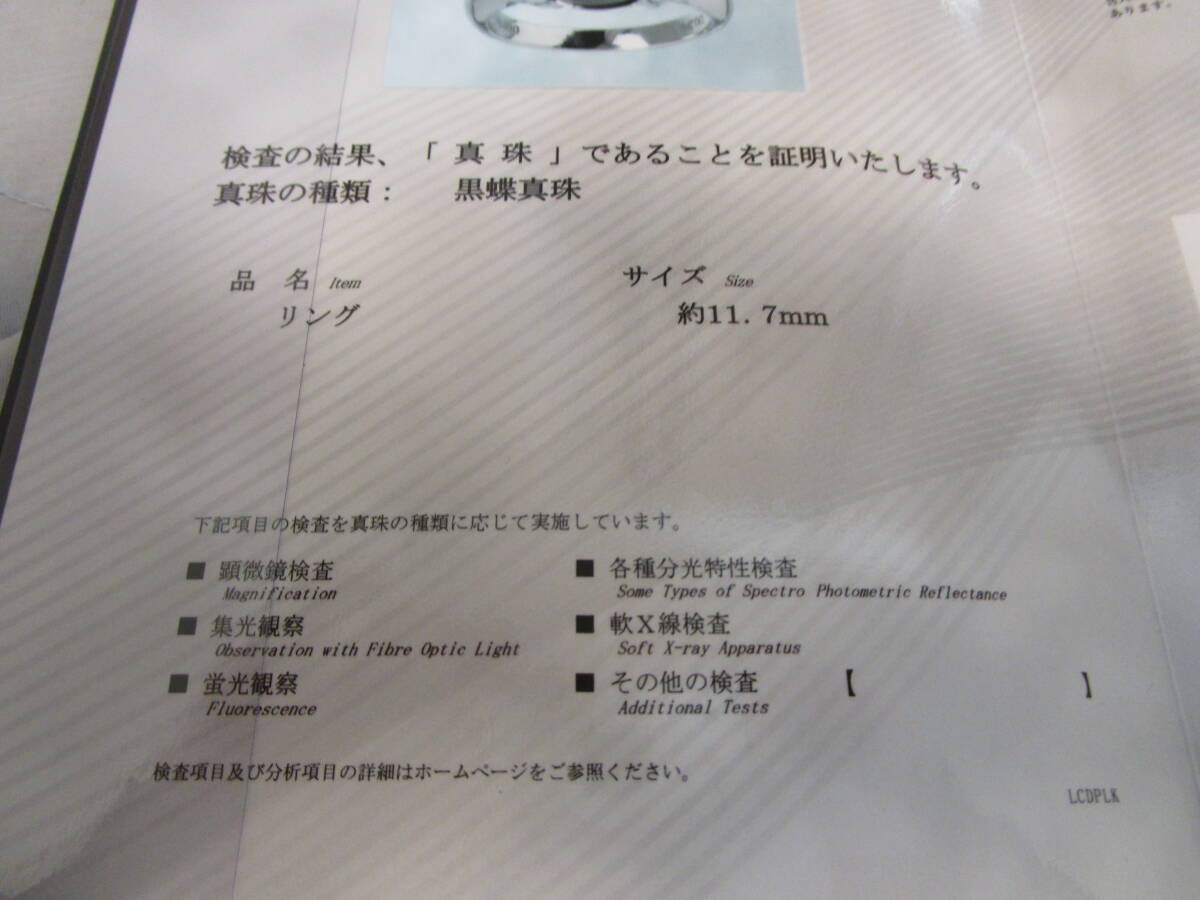 あります。
検査の結果、「 真 珠 」であることを証明いたします。
真珠の種類： 黒蝶真珠
品 名 Item
リング
サイズ Size
約11.7mm
下記項目の検査を真珠の種類に応じて実施しています。
■ 顕微鏡検査
Magnification
■ 各種分光特性検査
Some Types of Spectro Photometric Reflectance
■ 集光観察
Observation with Fibre Optic Light
■ 軟X線検査
Soft X-ray Apparatus
■ 蛍光観察
Fluorescence
■ その他の検査 【 】
Additional Tests
検査項目及び分析項目の詳細はホームページをご参照ください。
LCDPLK